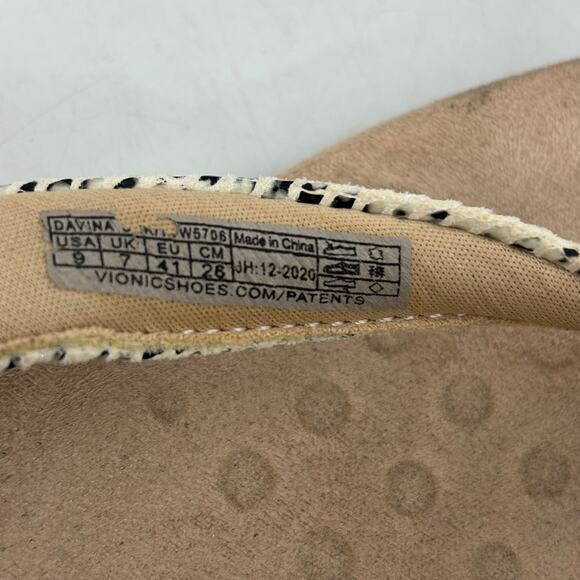 DAVINA W5706
USA UK EU CM Made in China
9 7 41 26 JH:12-2020
VIONICSHOES.COM/PATENTS